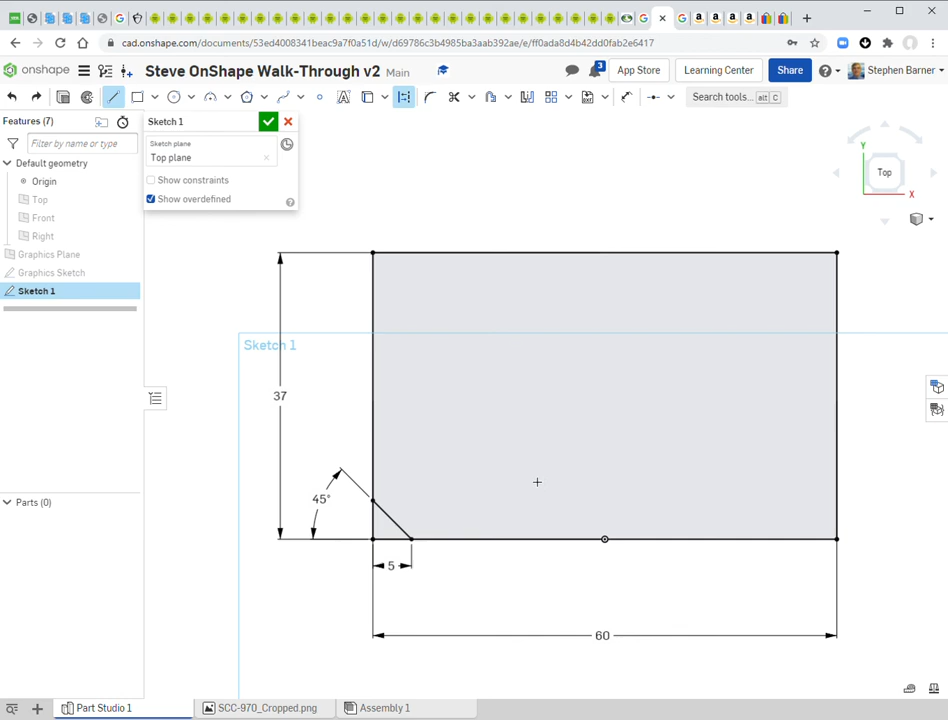 cad.onshape.com/documents/53ed4008341beac9a7f0a51d/w/d69786c3b4985ba3aab392ae/e/ff0ada8d4b42dd0fab2e6417
onshape
Steve OnShape Walk-Through v2 Main
3
App Store
Learning Center
Share
Stephen Barner
Search tools... alt C
Features (7)
Filter by name or type
Default geometry
Origin
Top
Front
Right
Graphics Plane
Graphics Sketch
Sketch 1
Parts (0)
Sketch 1
Sketch plane
Top plane
Show constraints
Show overdefined
Y
Top
X
Sketch 1
37
45°
5
60
Part Studio 1
SCC-970_Cropped.png
Assembly 1